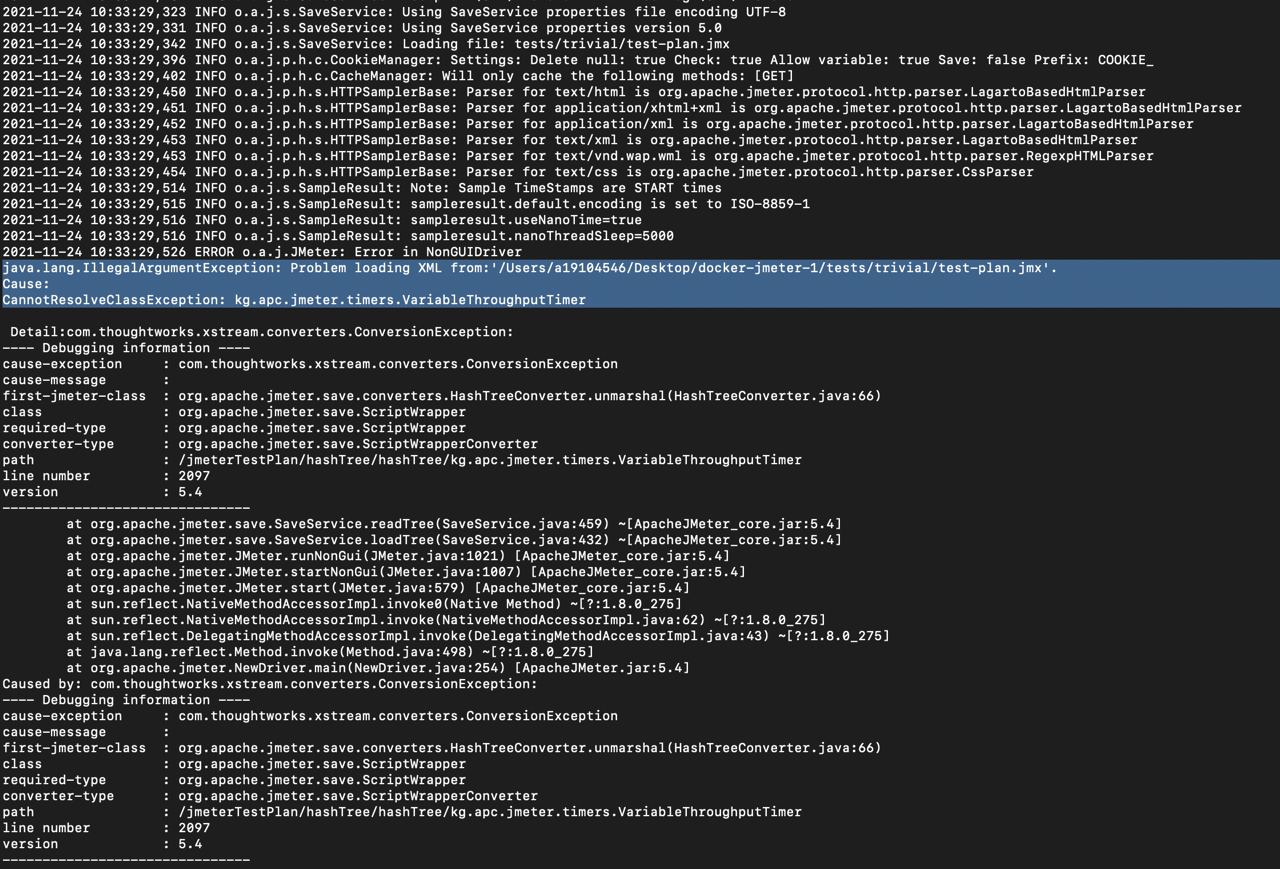 2021-11-24 10:33:29,323 INFO o.a.j.s.SaveService: Using SaveService properties file encoding UTF-8
2021-11-24 10:33:29,331 INFO o.a.j.s.SaveService: Using SaveService properties version 5.0
2021-11-24 10:33:29,342 INFO o.a.j.s.SaveService: Loading file: tests/trivial/test-plan.jmx
2021-11-24 10:33:29,396 INFO o.a.j.p.h.c.CookieManager: Settings: Delete null: true Check: true Allow variable: true Save: false Prefix: COOKIE_
2021-11-24 10:33:29,402 INFO o.a.j.p.h.c.CacheManager: Will only cache the following methods: [GET]
2021-11-24 10:33:29,450 INFO o.a.j.p.h.s.HTTPSamplerBase: Parser for text/html is org.apache.jmeter.protocol.http.parser.LagartoBasedHtmlParser
2021-11-24 10:33:29,451 INFO o.a.j.p.h.s.HTTPSamplerBase: Parser for application/xhtml+xml is org.apache.jmeter.protocol.http.parser.LagartoBasedHtmlParser
2021-11-24 10:33:29,452 INFO o.a.j.p.h.s.HTTPSamplerBase: Parser for application/xml is org.apache.jmeter.protocol.http.parser.LagartoBasedHtmlParser
2021-11-24 10:33:29,453 INFO o.a.j.p.h.s.HTTPSamplerBase: Parser for text/xml is org.apache.jmeter.protocol.http.parser.LagartoBasedHtmlParser
2021-11-24 10:33:29,453 INFO o.a.j.p.h.s.HTTPSamplerBase: Parser for text/vnd.wap.wml is org.apache.jmeter.protocol.http.parser.RegexpHTMLParser
2021-11-24 10:33:29,454 INFO o.a.j.p.h.s.HTTPSamplerBase: Parser for text/css is org.apache.jmeter.protocol.http.parser.CssParser
2021-11-24 10:33:29,514 INFO o.a.j.s.SampleResult: Note: Sample TimeStamps are START times
2021-11-24 10:33:29,515 INFO o.a.j.s.SampleResult: sampleresult.default.encoding is set to ISO-8859-1
2021-11-24 10:33:29,516 INFO o.a.j.s.SampleResult: sampleresult.useNanoTime=true
2021-11-24 10:33:29,516 INFO o.a.j.s.SampleResult: sampleresult.nanoThreadSleep=5000
2021-11-24 10:33:29,526 ERROR o.a.j.JMeter: Error in NonGUIDriver
java.lang.IllegalArgumentException: Problem loading XML from:'/Users/a19104546/Desktop/docker-jmeter-1/tests/trivial/test-plan.jmx'.
Cause:
CannotResolveClassException: kg.apc.jmeter.timers.VariableThroughputTimer
 Detail:com.thoughtworks.xstream.converters.ConversionException:
---- Debugging information ----
cause-exception     : com.thoughtworks.xstream.converters.ConversionException
cause-message       :
first-jmeter-class  : org.apache.jmeter.save.converters.HashTreeConverter.unmarshal(HashTreeConverter.java:66)
class               : org.apache.jmeter.save.ScriptWrapper
required-type       : org.apache.jmeter.save.ScriptWrapper
converter-type      : org.apache.jmeter.save.ScriptWrapperConverter
path                : /jmeterTestPlan/hashTree/hashTree/kg.apc.jmeter.timers.VariableThroughputTimer
line number         : 2097
version             : 5.4
-------------------------------
        at org.apache.jmeter.save.SaveService.readTree(SaveService.java:459) ~[ApacheJMeter_core.jar:5.4]
        at org.apache.jmeter.save.SaveService.loadTree(SaveService.java:432) ~[ApacheJMeter_core.jar:5.4]
        at org.apache.jmeter.JMeter.runNonGui(JMeter.java:1021) [ApacheJMeter_core.jar:5.4]
        at org.apache.jmeter.JMeter.startNonGui(JMeter.java:1007) [ApacheJMeter_core.jar:5.4]
        at org.apache.jmeter.JMeter.start(JMeter.java:579) [ApacheJMeter_core.jar:5.4]
        at sun.reflect.NativeMethodAccessorImpl.invoke0(Native Method) ~[?:1.8.0_275]
        at sun.reflect.NativeMethodAccessorImpl.invoke(NativeMethodAccessorImpl.java:62) ~[?:1.8.0_275]
        at sun.reflect.DelegatingMethodAccessorImpl.invoke(DelegatingMethodAccessorImpl.java:43) ~[?:1.8.0_275]
        at java.lang.reflect.Method.invoke(Method.java:498) ~[?:1.8.0_275]
        at org.apache.jmeter.NewDriver.main(NewDriver.java:254) [ApacheJMeter.jar:5.4]
Caused by: com.thoughtworks.xstream.converters.ConversionException:
---- Debugging information ----
cause-exception     : com.thoughtworks.xstream.converters.ConversionException
cause-message       :
first-jmeter-class  : org.apache.jmeter.save.converters.HashTreeConverter.unmarshal(HashTreeConverter.java:66)
class               : org.apache.jmeter.save.ScriptWrapper
required-type       : org.apache.jmeter.save.ScriptWrapper
converter-type      : org.apache.jmeter.save.ScriptWrapperConverter
path                : /jmeterTestPlan/hashTree/hashTree/kg.apc.jmeter.timers.VariableThroughputTimer
line number         : 2097
version             : 5.4
-------------------------------